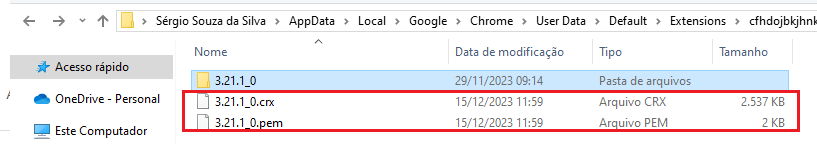 Sérgio Souza da Silva > AppData > Local > Google > Chrome > User Data > Default > Extensions > cfhdojbkjhnk
Nome Data de modificação Tipo Tamanho
Acesso rápido
3.21.1_0 29/11/2023 09:14 Pasta de arquivos
OneDrive - Personal
3.21.1_0.crx 15/12/2023 11:59 Arquivo CRX 2.537 KB
3.21.1_0.pem 15/12/2023 11:59 Arquivo PEM 2 KB
Este Computador